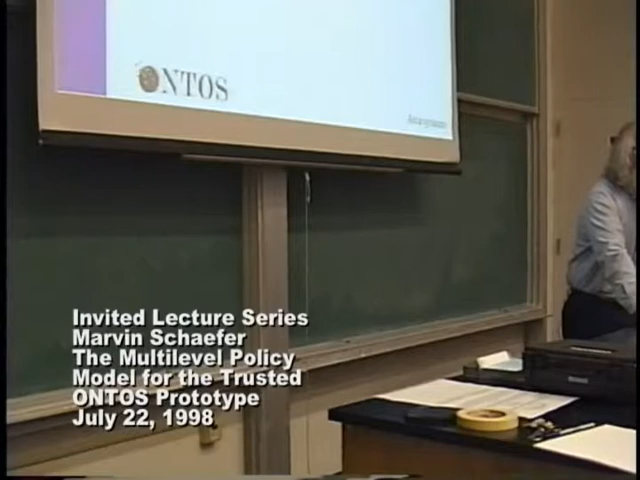 ONTOS
Invited Lecture Series
Marvin Schaefer
The Multilevel Policy
Model for the Trusted
ONTOS Prototype
July 22, 1998